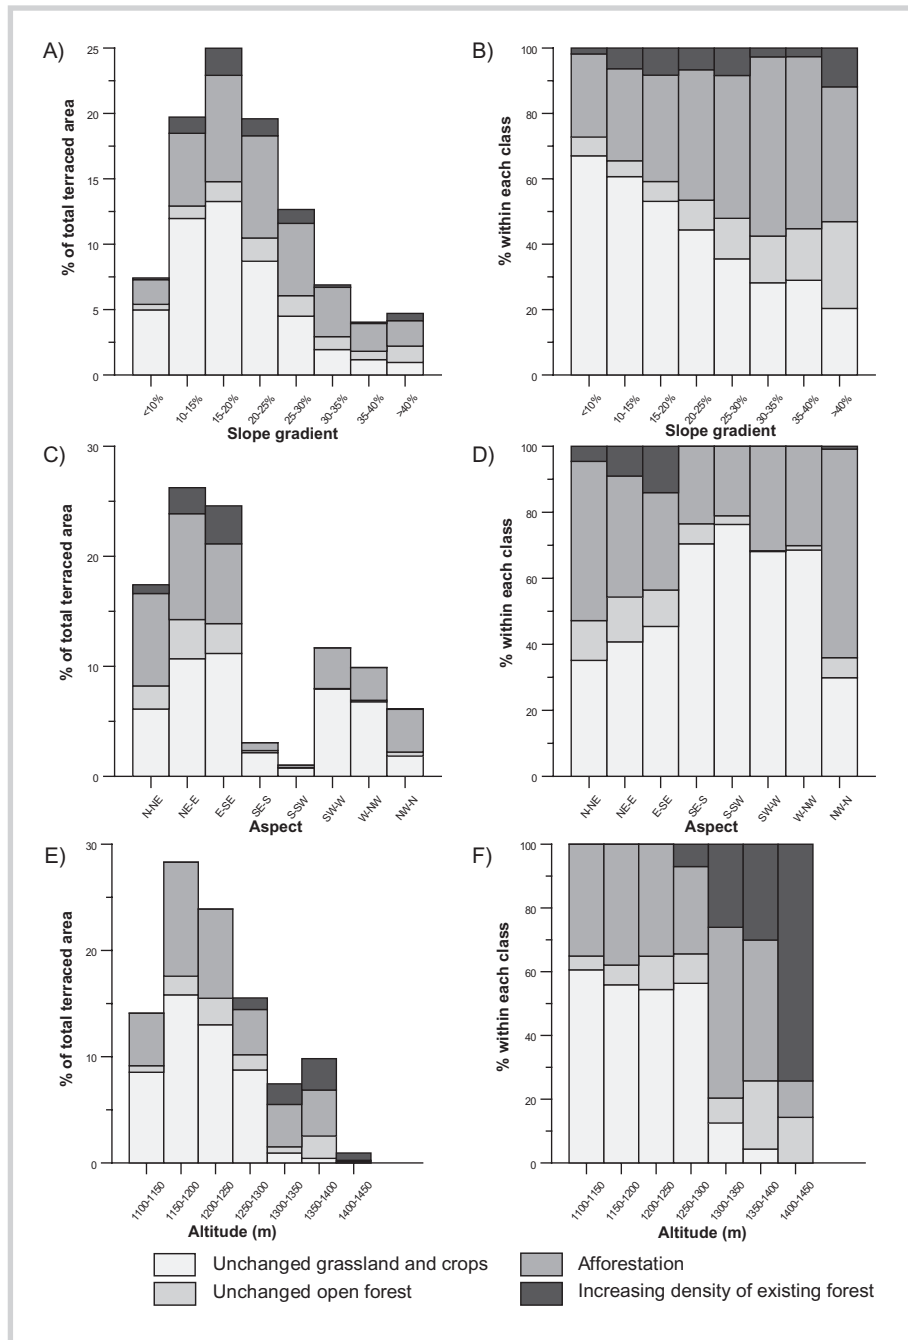 A)
25
20
15
10
5
0
% of total terraced area
<10%
10-15%
15-20%
20-25%
25-30%
30-35%
35-40%
>40%
Slope gradient
B)
100
80
60
40
20
0
% within each class
<10%
10-15%
15-20%
20-25%
25-30%
30-35%
35-40%
>40%
Slope gradient
C)
30
20
10
0
% of total terraced area
N-NE
NE-E
E-SE
SE-S
S-SW
SW-W
W-NW
NW-N
Aspect
D)
100
80
60
40
20
0
% within each class
N-NE
NE-E
E-SE
SE-S
S-SW
SW-W
W-NW
NW-N
Aspect
E)
30
20
10
0
% of total terraced area
1100-1150
1150-1200
1200-1250
1250-1300
1300-1350
1350-1400
1400-1450
Altitude (m)
F)
100
80
60
40
20
0
% within each class
1100-1150
1150-1200
1200-1250
1250-1300
1300-1350
1350-1400
1400-1450
Altitude (m)
Unchanged grassland and crops
Unchanged open forest
Afforestation
Increasing density of existing forest